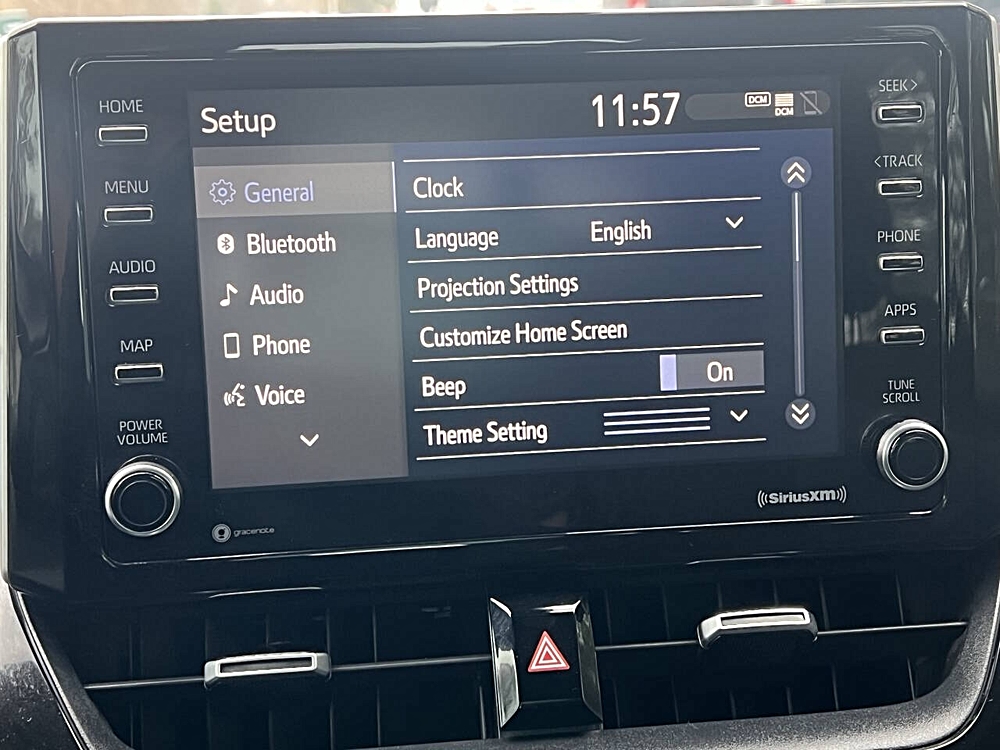 HOME
MENU
AUDIO
MAP
POWER
VOLUME
Setup
11:57
DCM
DCM
General
Bluetooth
Audio
Phone
Voice
Clock
Language English
Projection Settings
Customize Home Screen
Beep On
Theme Setting
SEEK >
< TRACK
PHONE
APPS
TUNE
SCROLL
gracenote
((SiriusXM))